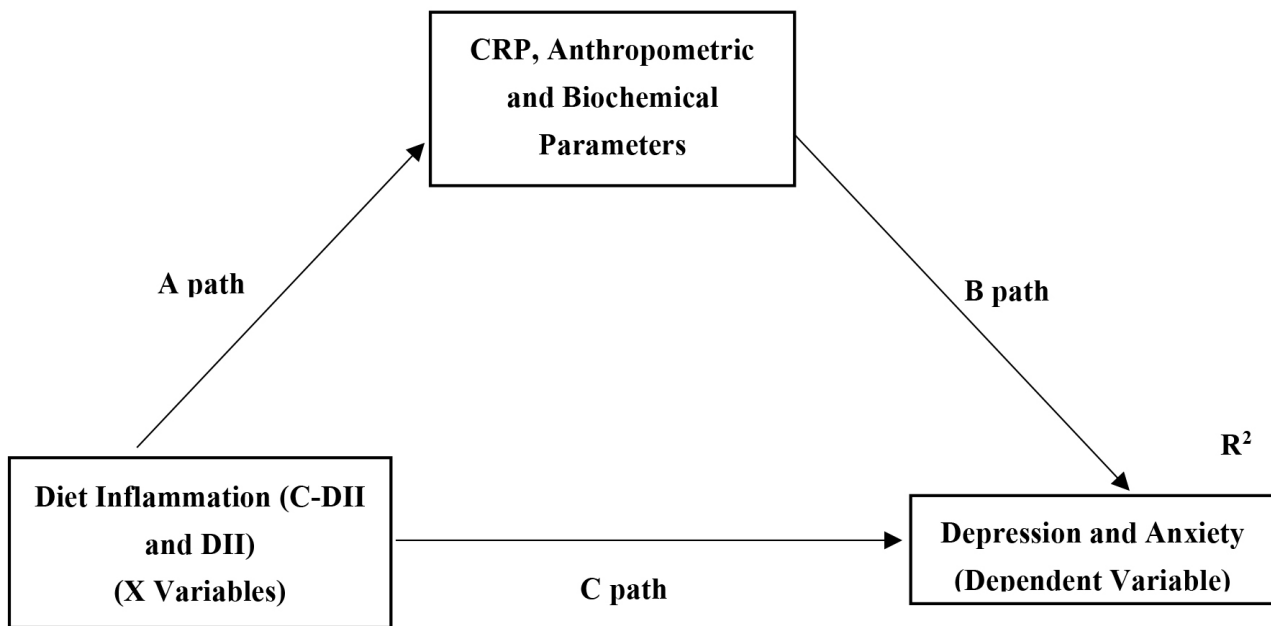 CRP, Anthropometric
and Biochemical
Parameters
A path
B path
R²
Diet Inflammation (C-DII
and DII)
(X Variables)
Depression and Anxiety
(Dependent Variable)
C path